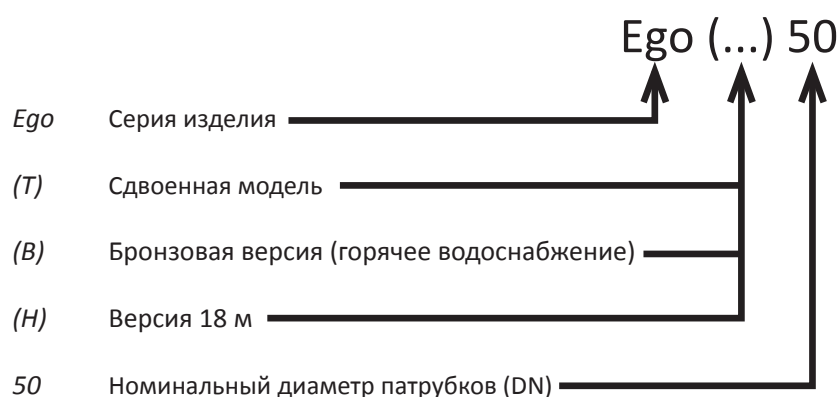 Ego (...) 50
Ego Серия изделия
(T) Сдвоенная модель
(B) Бронзовая версия (горячее водоснабжение)
(H) Версия 18 м
50 Номинальный диаметр патрубков (DN)